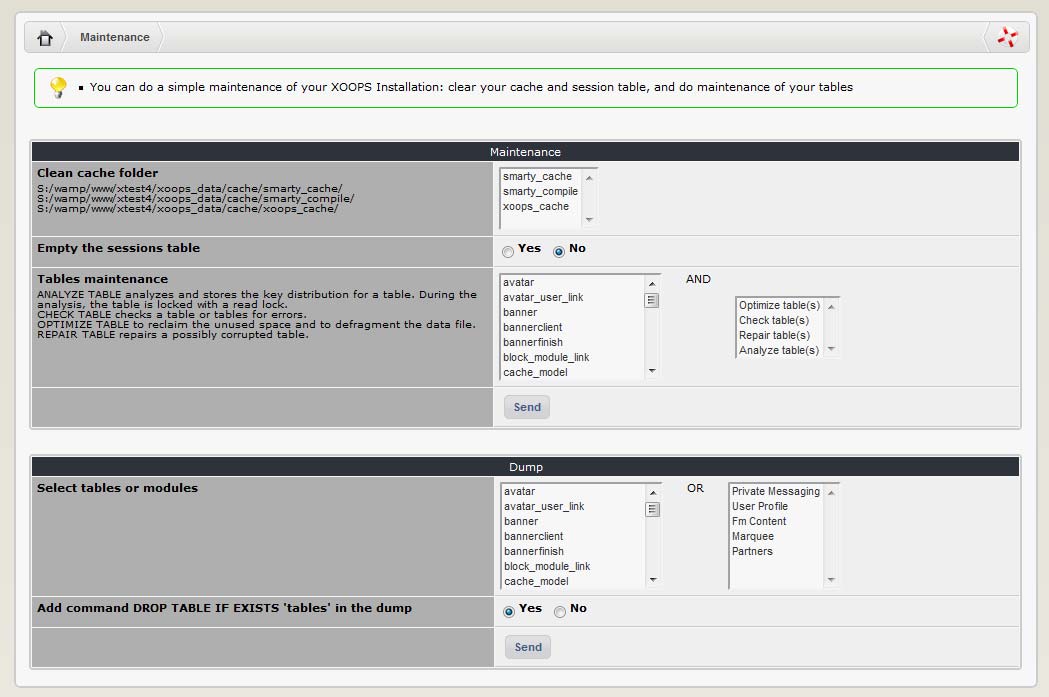 Maintenance
You can do a simple maintenance of your XOOPS Installation: clear your cache and session table, and do maintenance of your tables
Maintenance
Clean cache folder
S:/wamp/www/xtest4/xoops_data/cache/smarty_cache/
S:/wamp/www/xtest4/xoops_data/cache/smarty_compile/
S:/wamp/www/xtest4/xoops_data/cache/xoops_cache/
smarty_cache
smarty_compile
xoops_cache
Empty the sessions table
Yes No
Tables maintenance
ANALYZE TABLE analyzes and stores the key distribution for a table. During the
analysis, the table is locked with a read lock.
CHECK TABLE checks a table or tables for errors.
OPTIMIZE TABLE to reclaim the unused space and to defragment the data file.
REPAIR TABLE repairs a possibly corrupted table.
avatar
avatar_user_link
banner
bannerclient
bannerfinish
block_module_link
cache_model
AND
Optimize table(s)
Check table(s)
Repair table(s)
Analyze table(s)
Send
Dump
Select tables or modules
avatar
avatar_user_link
banner
bannerclient
bannerfinish
block_module_link
cache_model
OR
Private Messaging
User Profile
Fm Content
Marquee
Partners
Add command DROP TABLE IF EXISTS 'tables' in the dump
Yes No
Send